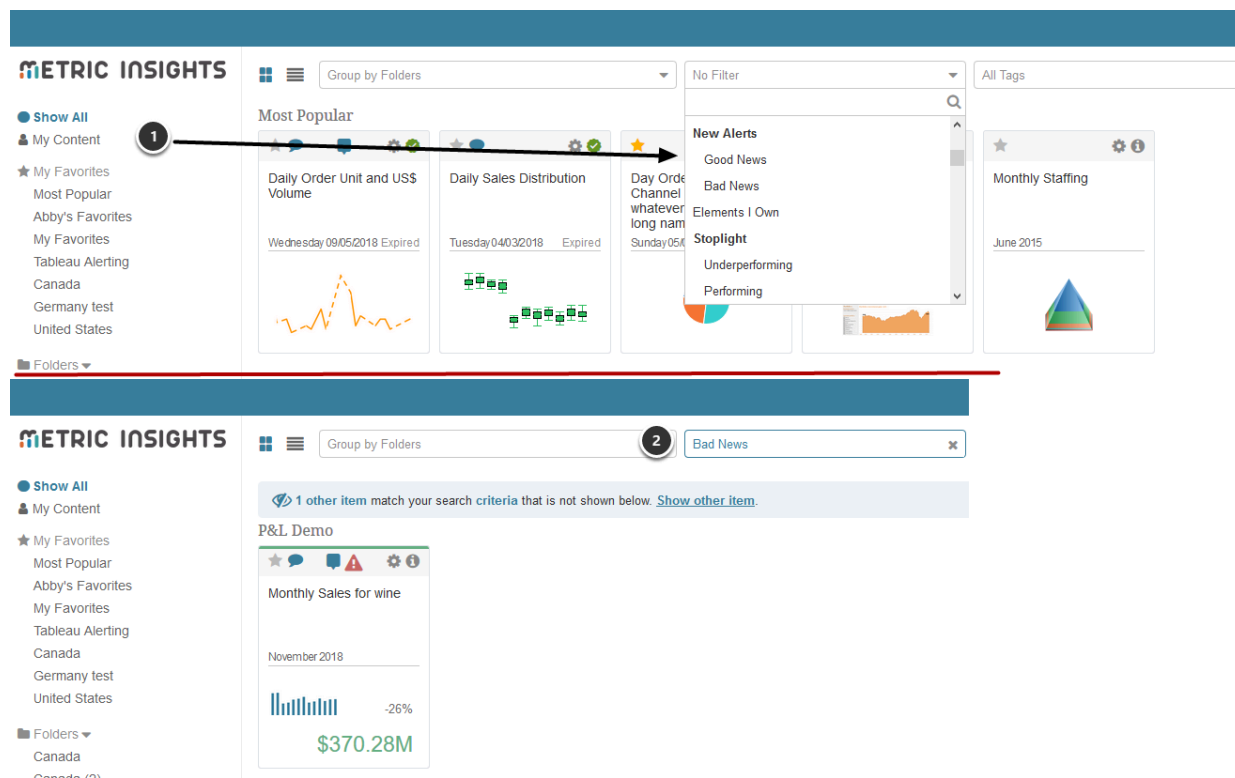 METRIC INSIGHTS
Group by Folders
No Filter
All Tags
Show All
My Content
1
My Favorites
Most Popular
Abby's Favorites
My Favorites
Tableau Alerting
Canada
Germany test
United States
Folders
Most Popular
Daily Order Unit and US$
Volume
Wednesday 09/05/2018 Expired
Daily Sales Distribution
Tuesday 04/03/2018 Expired
Day Orde
Channel
whatever
long nam
Sunday 05/
New Alerts
Good News
Bad News
Elements I Own
Stoplight
Underperforming
Performing
Monthly Staffing
June 2015
METRIC INSIGHTS
Group by Folders
2
Bad News
Show All
My Content
My Favorites
Most Popular
Abby's Favorites
My Favorites
Tableau Alerting
Canada
Germany test
United States
Folders
Canada
Canada (2)
1 other item match your search criteria that is not shown below. Show other item.
P&L Demo
Monthly Sales for wine
November 2018
-26%
$370.28M